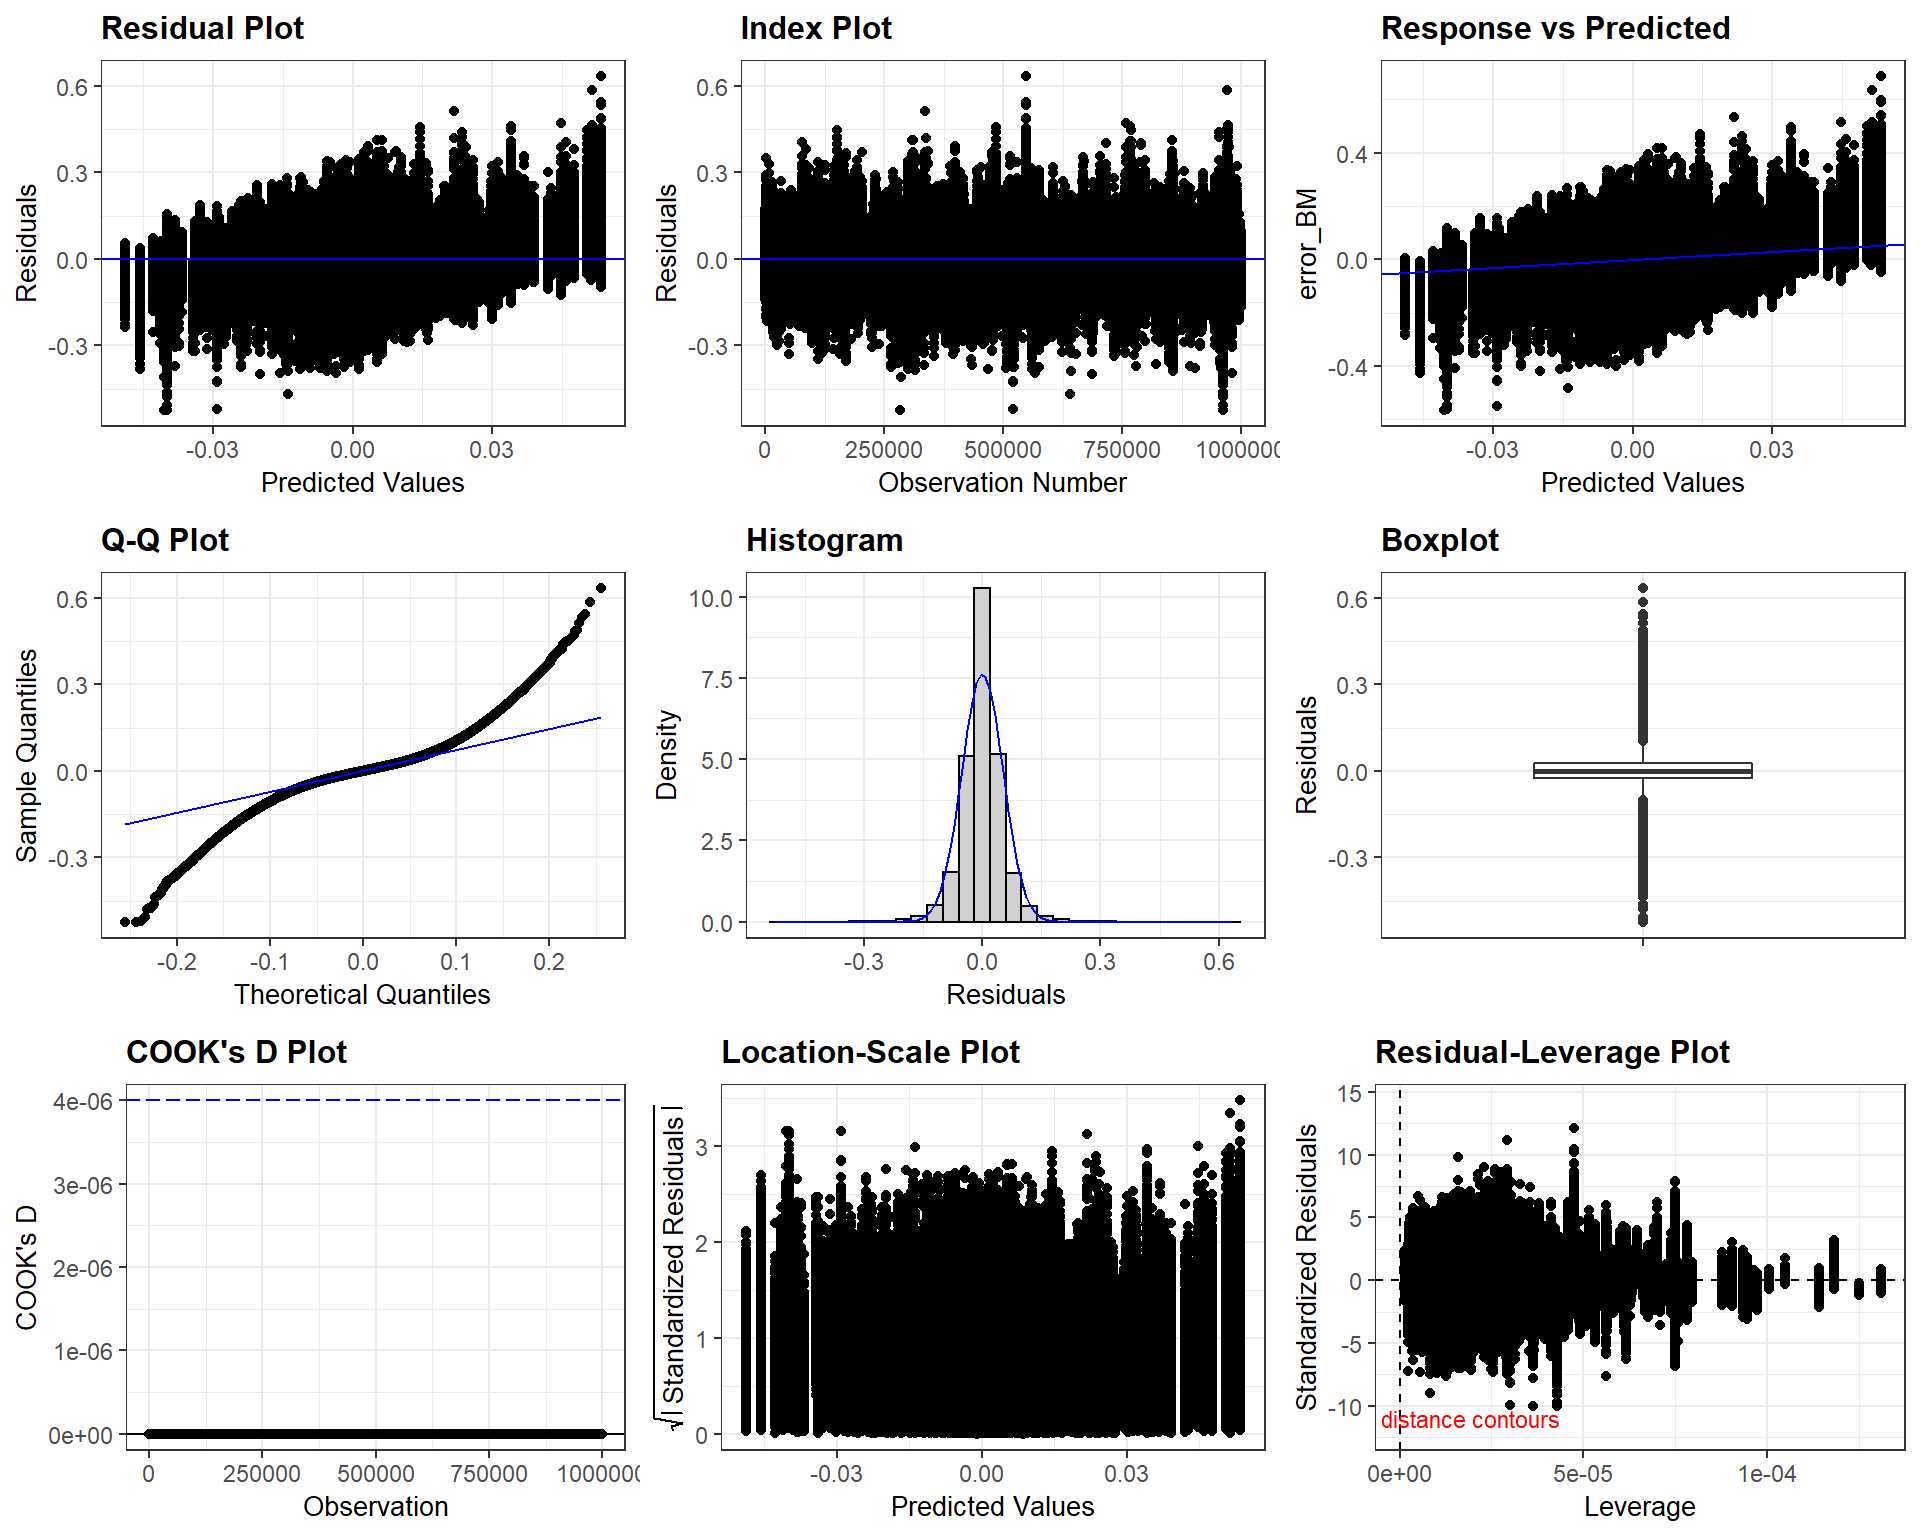 Residual Plot
Index Plot
Response vs Predicted
0.6
0.3
0.0
-0.3
Residuals
-0.03
0.00
0.03
Predicted Values
0.6
0.3
0.0
-0.3
Residuals
0
250000
500000
750000
1000000
Observation Number
0.4
0.0
-0.4
error_BM
-0.03
0.00
0.03
Predicted Values
Q-Q Plot
Histogram
Boxplot
0.6
0.3
0.0
-0.3
Sample Quantiles
-0.2
-0.1
0.0
0.1
0.2
Theoretical Quantiles
10.0
7.5
5.0
2.5
0.0
Density
-0.3
0.0
0.3
0.6
Residuals
0.6
0.3
0.0
-0.3
Residuals
COOK's D Plot
Location-Scale Plot
Residual-Leverage Plot
4e-06
3e-06
2e-06
1e-06
0e+00
COOK's D
0
250000
500000
750000
1000000
Observation
3
2
1
0
√| Standardized Residuals |
-0.03
0.00
0.03
Predicted Values
15
10
5
0
-5
-10
Standardized Residuals
distance contours
0e+00
5e-05
1e-04
Leverage